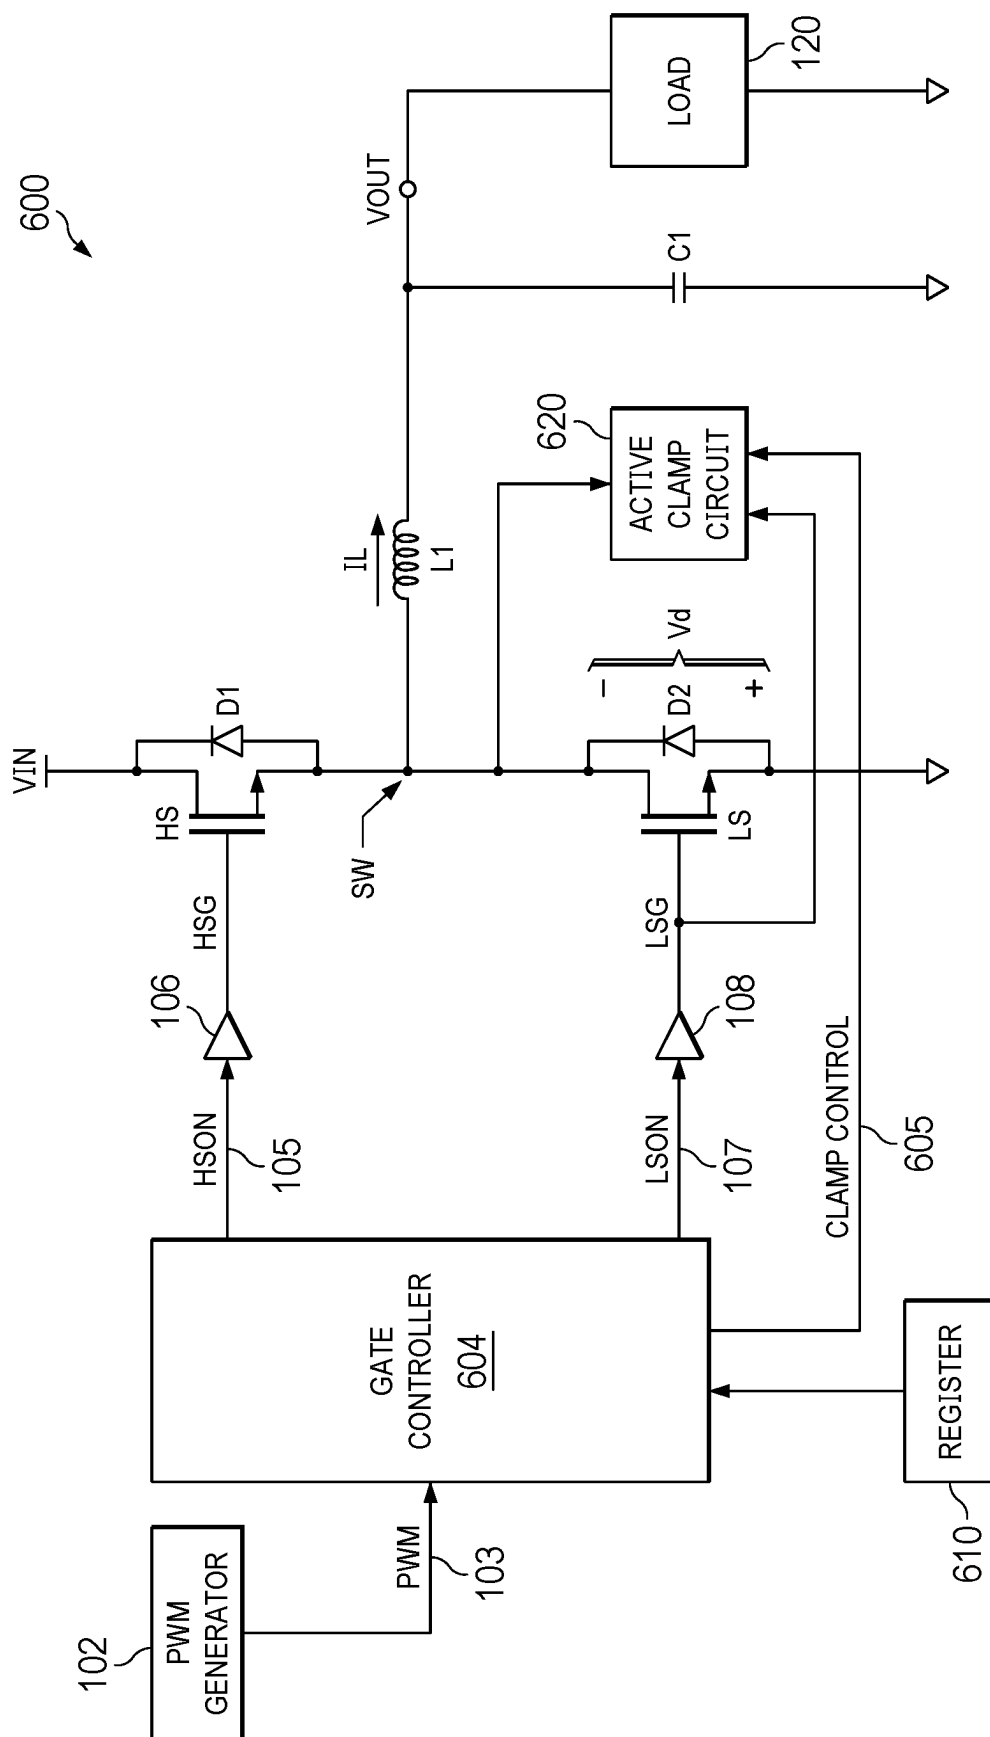 600
102
PWM
GENERATOR
PWM
103
GATE
CONTROLLER
604
REGISTER
610
HSON
105
106
HSG
HS
VIN
D1
SW
IL
L1
VOUT
LOAD
120
C1
LSON
107
108
LSG
LS
D2
−
+
Vd
620
ACTIVE
CLAMP
CIRCUIT
CLAMP CONTROL
605